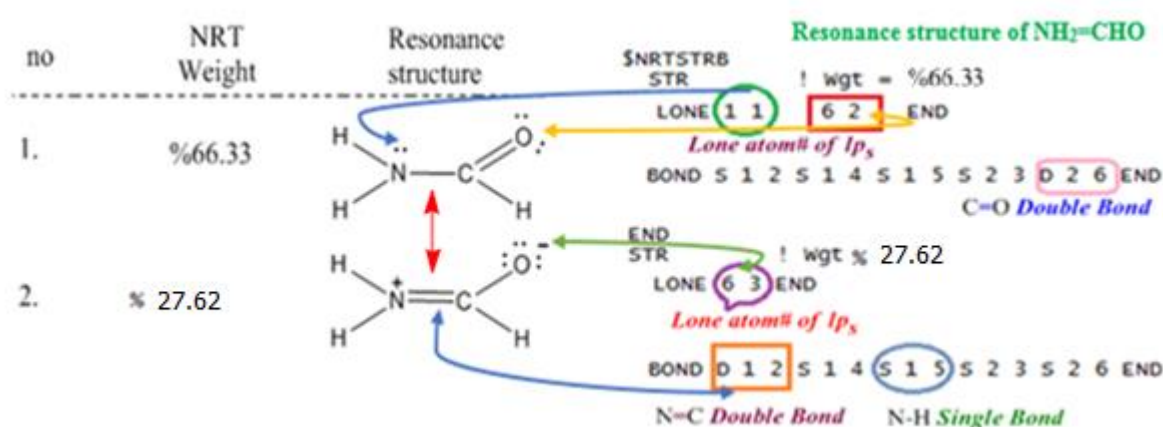 no
NRT
Weight
Resonance
structure
Resonance structure of NH₂=CHO
$NRTSTRB
STR ! Wgt = %66.33
LONE 1 1 6 2 END
Lone atom# of lpₛ
BOND S 1 2 S 1 4 S 1 5 S 2 3 D 2 6 END
C=O Double Bond
1.
%66.33
H
H
N
C
O
H
END
STR ! Wgt % 27.62
LONE 6 3 END
Lone atom# of lpₛ
BOND D 1 2 S 1 4 S 1 5 S 2 3 S 2 6 END
N=C Double Bond N-H Single Bond
2.
% 27.62
H
H
N+
C
O-
H